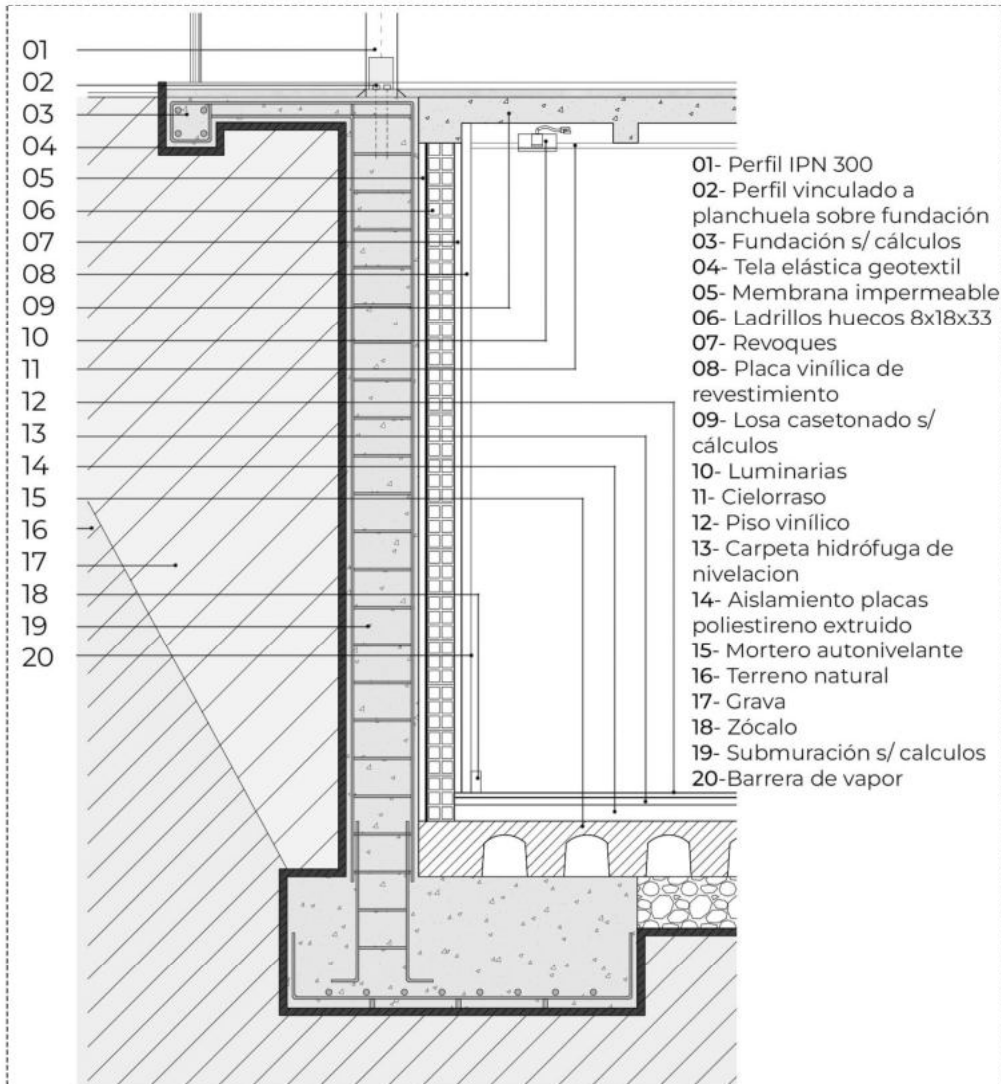 01
02
03
04
05
06
07
08
09
10
11
12
13
14
15
16
17
18
19
20
01- Perfil IPN 300
02- Perfil vinculado a
planchuela sobre fundación
03- Fundación s/ cálculos
04- Tela elástica geotextil
05- Membrana impermeable
06- Ladrillos huecos 8x18x33
07- Revoques
08- Placa vinílica de
revestimiento
09- Losa casetonado s/
cálculos
10- Luminarias
11- Cielorraso
12- Piso vinílico
13- Carpeta hidrófuga de
nivelacion
14- Aislamiento placas
poliestireno extruido
15- Mortero autonivelante
16- Terreno natural
17- Grava
18- Zócalo
19- Submuración s/ calculos
20-Barrera de vapor